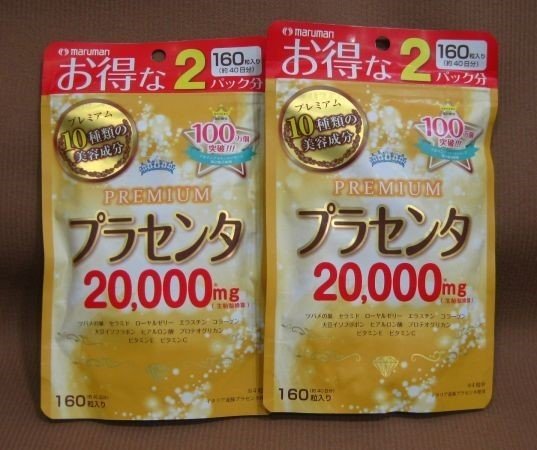 maruman
160粒入り
(約40日分)
お得な2パック分
プレミアム
10種類の
美容成分
100万個
突破!!!
PREMIUM
プラセンタ
20,000mg
ツバメの巣 セラミド ローヤルゼリー エラスチン コラーゲン
大豆イソフラボン ヒアルロン酸 プロテオグリカン
ビタミンE ビタミンC
160粒入り
maruman
160粒入り
(約40日分)
お得な2パック分
プレミアム
10種類の
美容成分
100万個
突破!!!
PREMIUM
プラセンタ
20,000mg
ツバメの巣 セラミド ローヤルゼリー エラスチン コラーゲン
大豆イソフラボン ヒアルロン酸 プロテオグリカン
ビタミンE ビタミンC
160粒入り